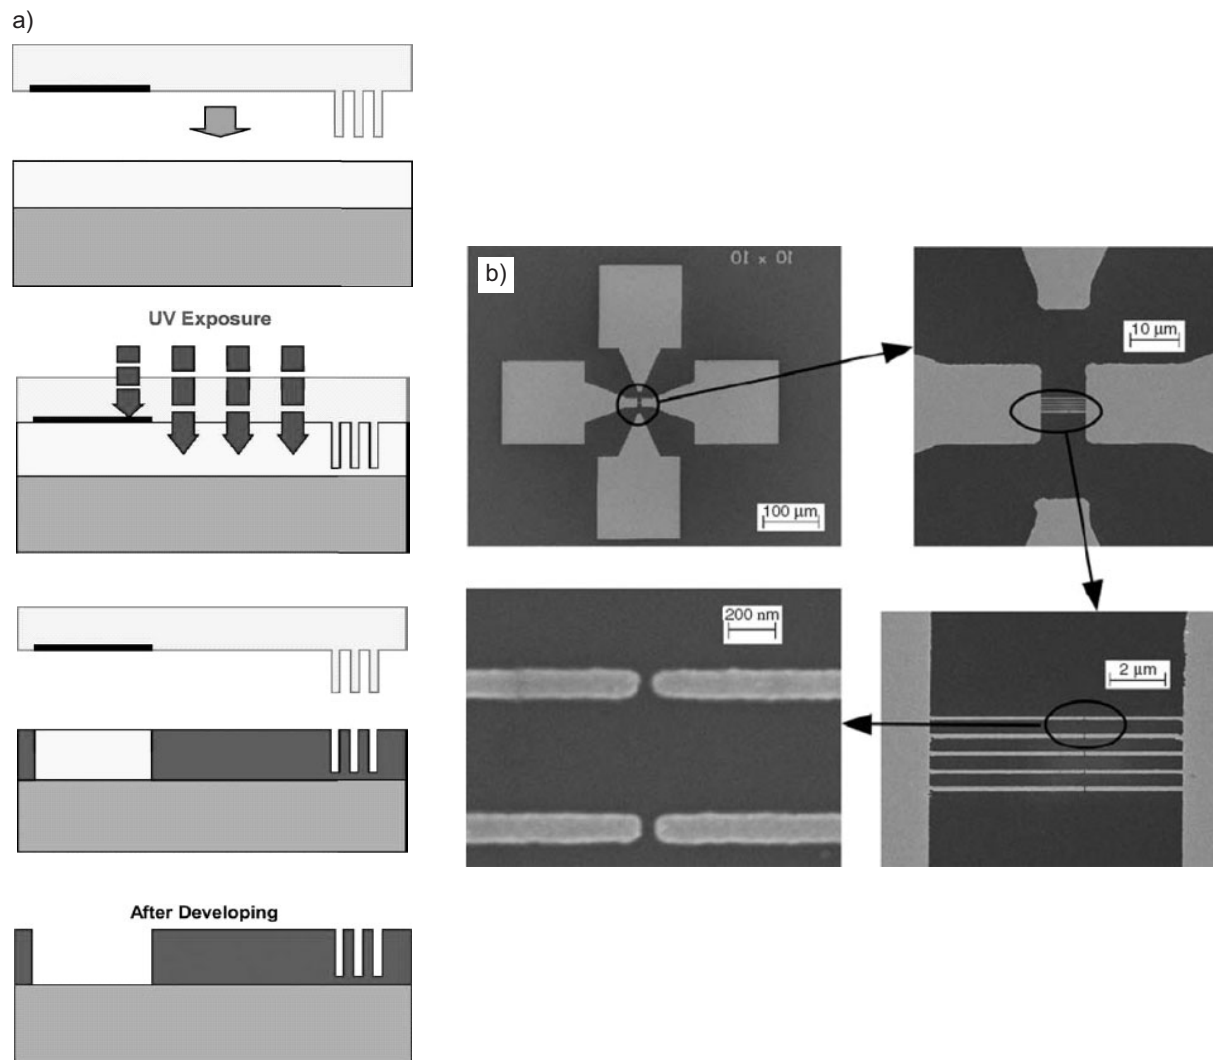 a)
UV Exposure
After Developing
b)
10 × 10
100 µm
10 µm
200 nm
2 µm